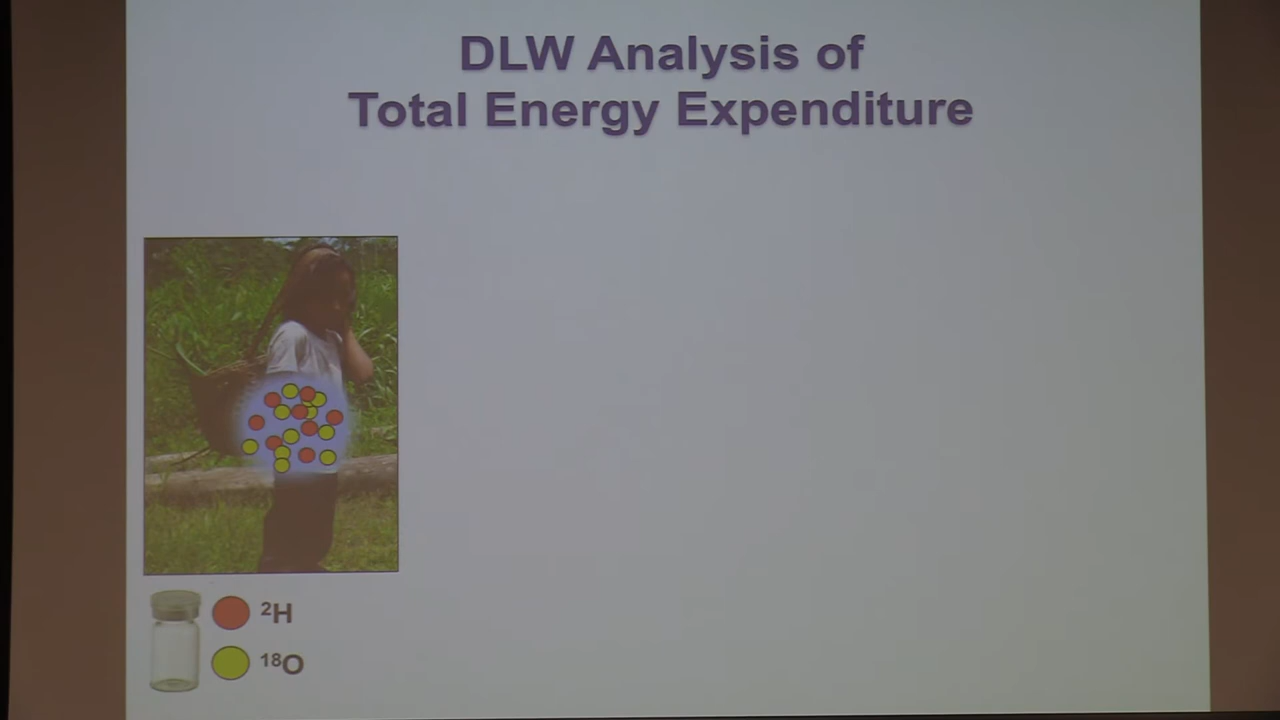 DLW Analysis of
Total Energy Expenditure
²H
¹⁸O